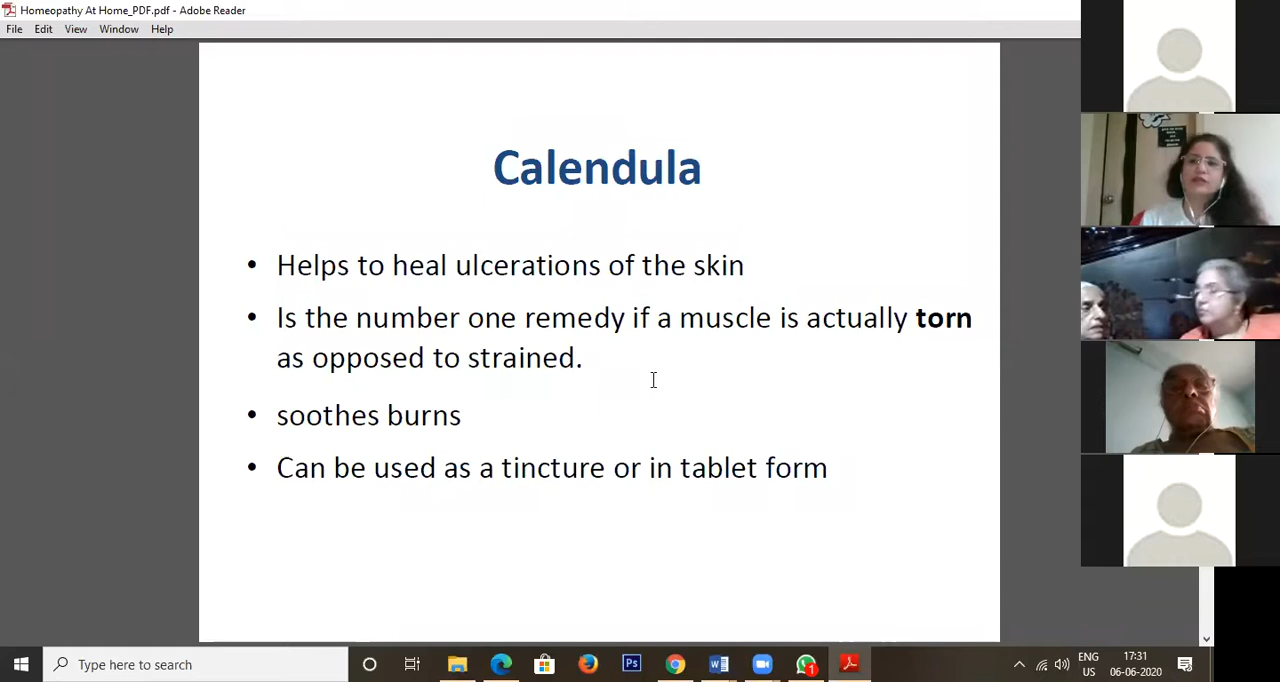 Homeopathy At Home_PDF.pdf - Adobe Reader
File Edit View Window Help
Calendula
• Helps to heal ulcerations of the skin
• Is the number one remedy if a muscle is actually torn
as opposed to strained.
• soothes burns
• Can be used as a tincture or in tablet form
Type here to search
Ps
W
1
ENG
US
17:31
06-06-2020